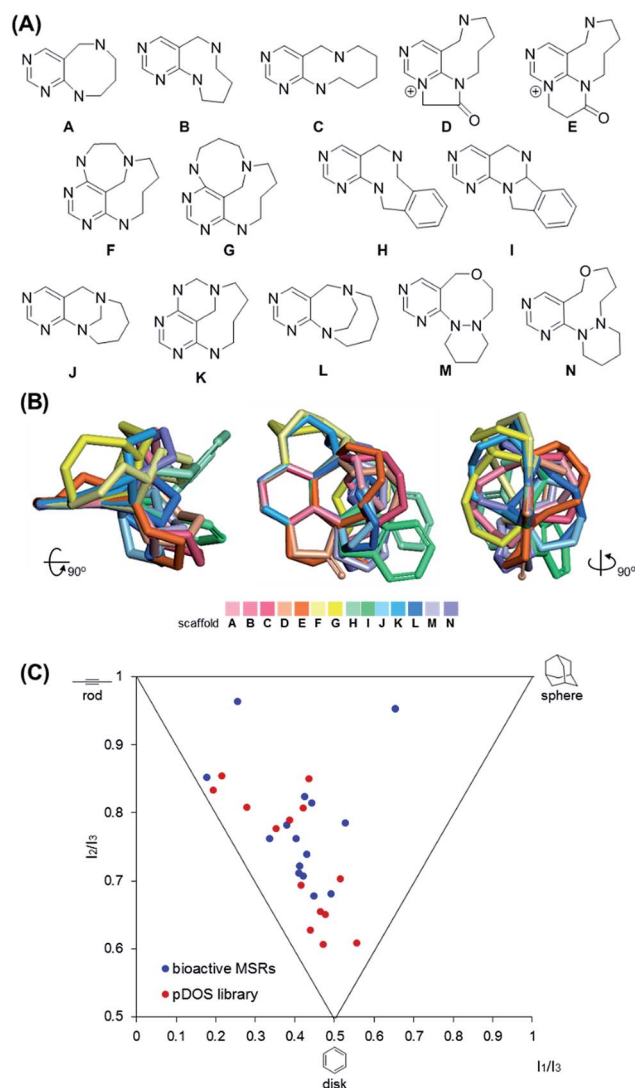 (A)
N N N N
N N N N
N N N N
N N N N
⊕ O
N N N N
⊕ O
A B C D E
N N N N N
N N N N N
N N N N
N N N N
F G H I
N N N N
N N N N N N
N N N N
N N N N O
N N N N O
J K L M N
(B)
90º
90º
scaffold A B C D E F G H I J K L M N
(C)
rod
sphere
1
0.9
0.8
I₂/I₃
0.7
0.6
0.5
bioactive MSRs
pDOS library
0 0.1 0.2 0.3 0.4 0.5 0.6 0.7 0.8 0.9 1
disk
I₁/I₃